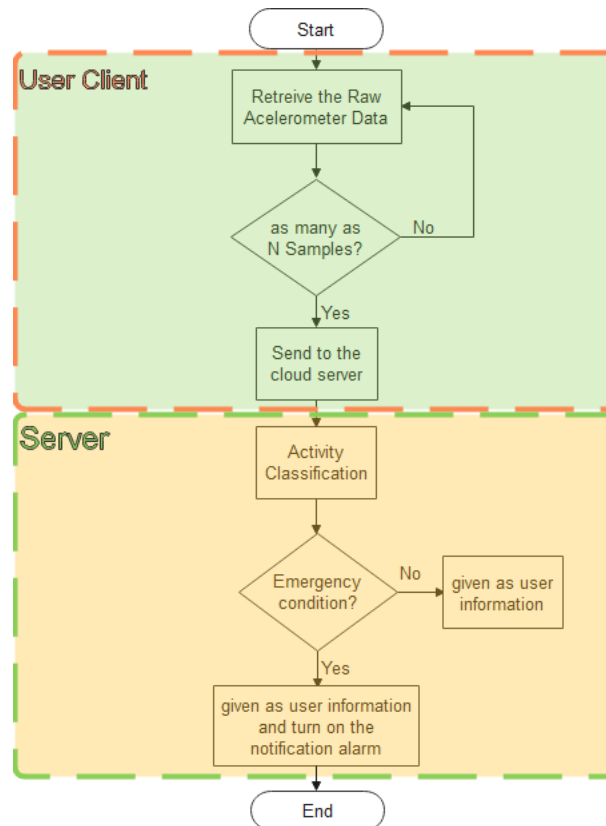 Start
User Client
Retreive the Raw
Acelerometer Data
as many as
N Samples?
No
Yes
Send to the
cloud server
Server
Activity
Classification
Emergency
condition?
No
given as user
information
Yes
given as user information
and turn on the
notification alarm
End